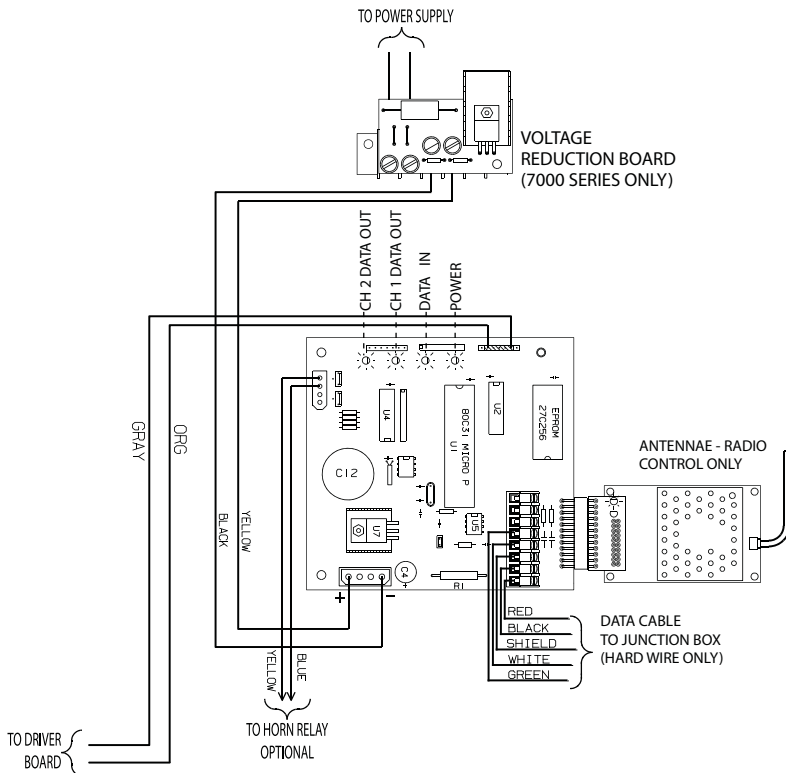 TO POWER SUPPLY
VOLTAGE
REDUCTION BOARD
(7000 SERIES ONLY)
CH 2 DATA OUT
CH 1 DATA OUT
DATA IN
POWER
GRAY
ORG
BLACK
YELLOW
U4
80C31 MICRO P
U1
U2
EPROM
27C256
C12
U7
U5
C4
+
R1
+
-
ANTENNAE - RADIO
CONTROL ONLY
RED
BLACK
SHIELD
WHITE
GREEN
DATA CABLE
TO JUNCTION BOX
(HARD WIRE ONLY)
YELLOW
BLUE
TO HORN RELAY
OPTIONAL
TO DRIVER
BOARD